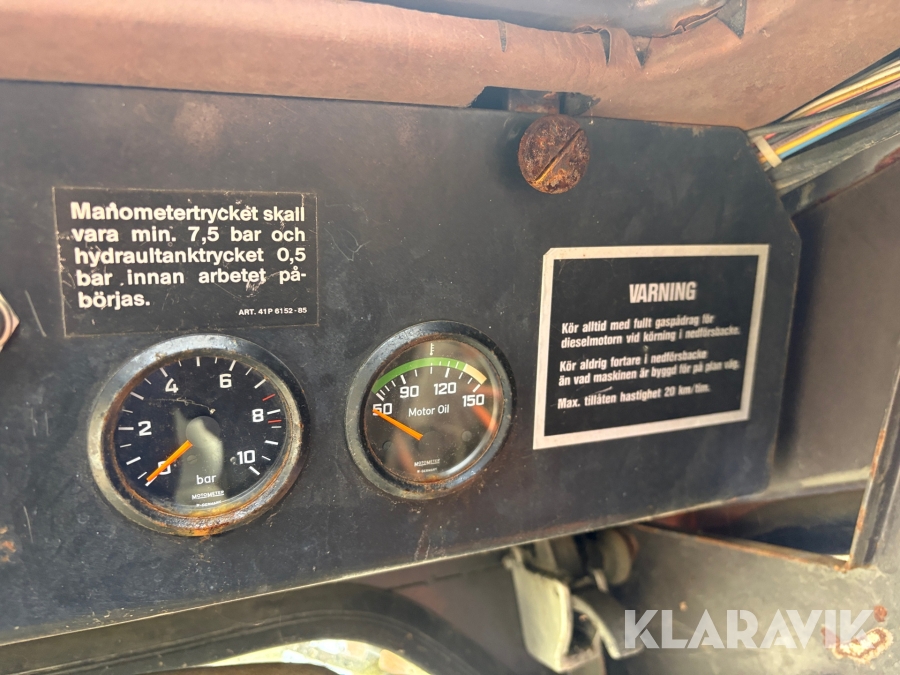 Manometertrycket skall
vara min. 7,5 bar och
hydraultanktrycket 0,5
bar innan arbetet på-
börjas.
ART. 41P 6152-85
VARNING
Kör alltid med fullt gaspådrag för
dieselmotorn vid körning i nedförsbacke.
Kör aldrig fortare i nedförsbacke
än vad maskinen är byggd för på plan väg.
Max. tillåten hastighet 20 km/tim.
0 2 4 6 8 10
bar
MOTOMETER
50 90 120 150
Motor Oil
MOTOMETER
KLARAVIK